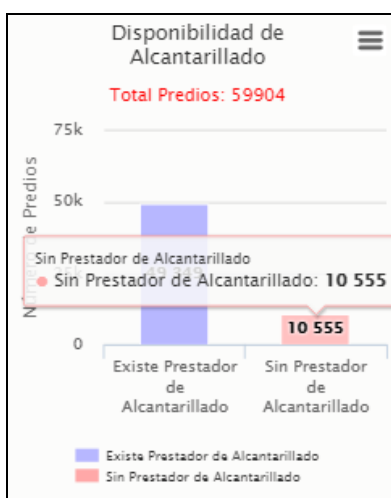 Disponibilidad de
Alcantarillado
Total Predios: 59904
Número de Predios
75k
50k
25k
0
49 349
Sin Prestador de Alcantarillado
Sin Prestador de Alcantarillado: 10 555
10 555
Existe Prestador
de
Alcantarillado
Sin Prestador
de
Alcantarillado
Existe Prestador de Alcantarillado
Sin Prestador de Alcantarillado